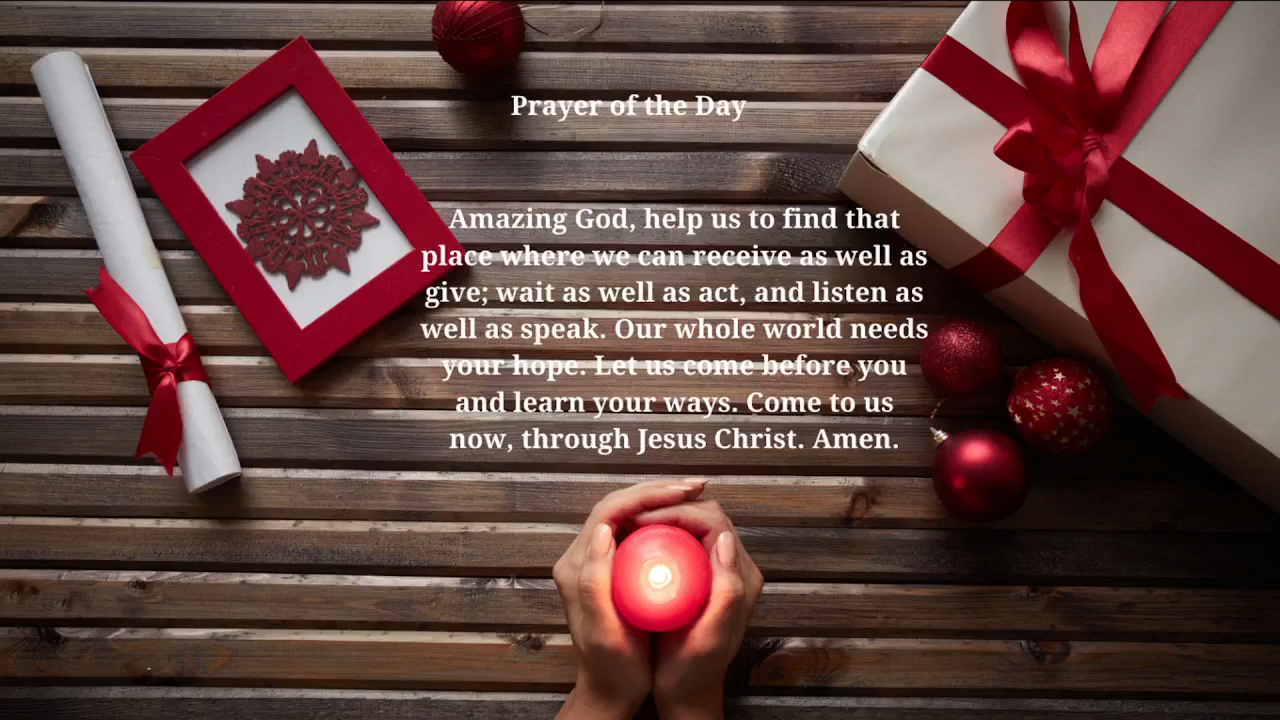 Prayer of the Day
Amazing God, help us to find that
place where we can receive as well as
give; wait as well as act, and listen as
well as speak. Our whole world needs
your hope. Let us come before you
and learn your ways. Come to us
now, through Jesus Christ. Amen.